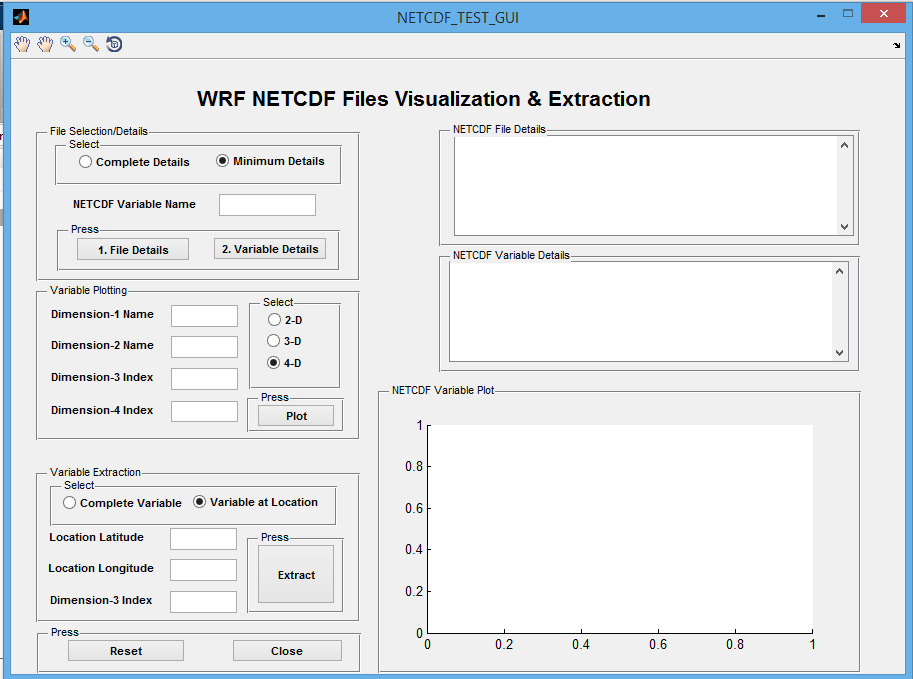 NETCDF_TEST_GUI
WRF NETCDF Files Visualization & Extraction
File Selection/Details
Select
Complete Details
Minimum Details
NETCDF Variable Name
Press
1. File Details
2. Variable Details
Variable Plotting
Dimension-1 Name
Dimension-2 Name
Dimension-3 Index
Dimension-4 Index
Select
2-D
3-D
4-D
Press
Plot
Variable Extraction
Select
Complete Variable
Variable at Location
Location Latitude
Location Longitude
Dimension-3 Index
Press
Extract
Press
Reset
Close
NETCDF File Details
NETCDF Variable Details
NETCDF Variable Plot
1
0.8
0.6
0.4
0.2
0
0 0.2 0.4 0.6 0.8 1